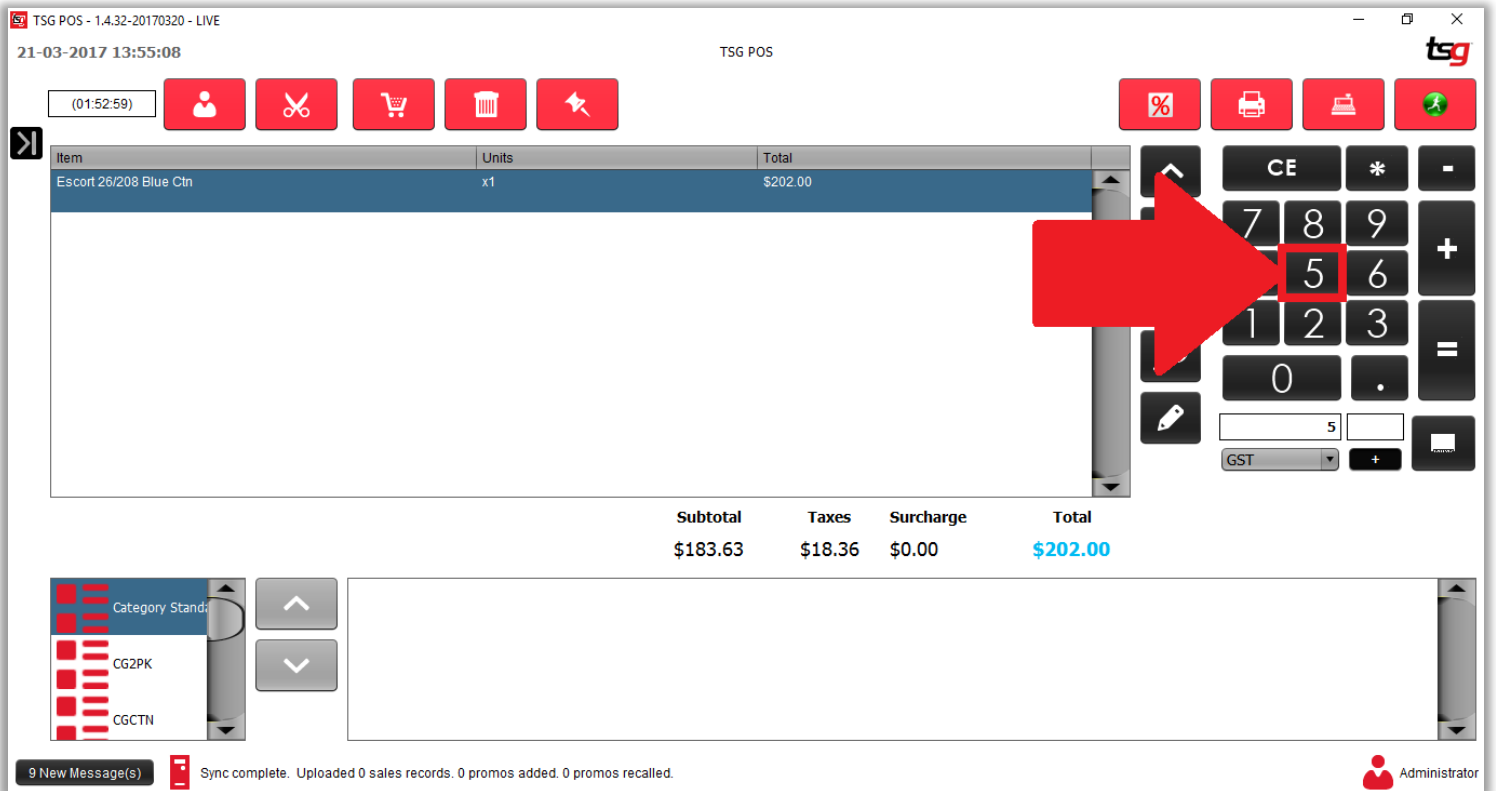 TSG POS - 1.4.32-20170320 - LIVE
21-03-2017 13:55:08
TSG POS
tsg
(01:52:59)
%
Item Units Total
Escort 26/208 Blue Ctn x1 $202.00
CE * -
7 8 9 +
5 6
1 2 3 =
0 .
5
GST +
Subtotal Taxes Surcharge Total
$183.63 $18.36 $0.00 $202.00
Category Standa
CG2PK
CGCTN
9 New Message(s) Sync complete. Uploaded 0 sales records. 0 promos added. 0 promos recalled. Administrator